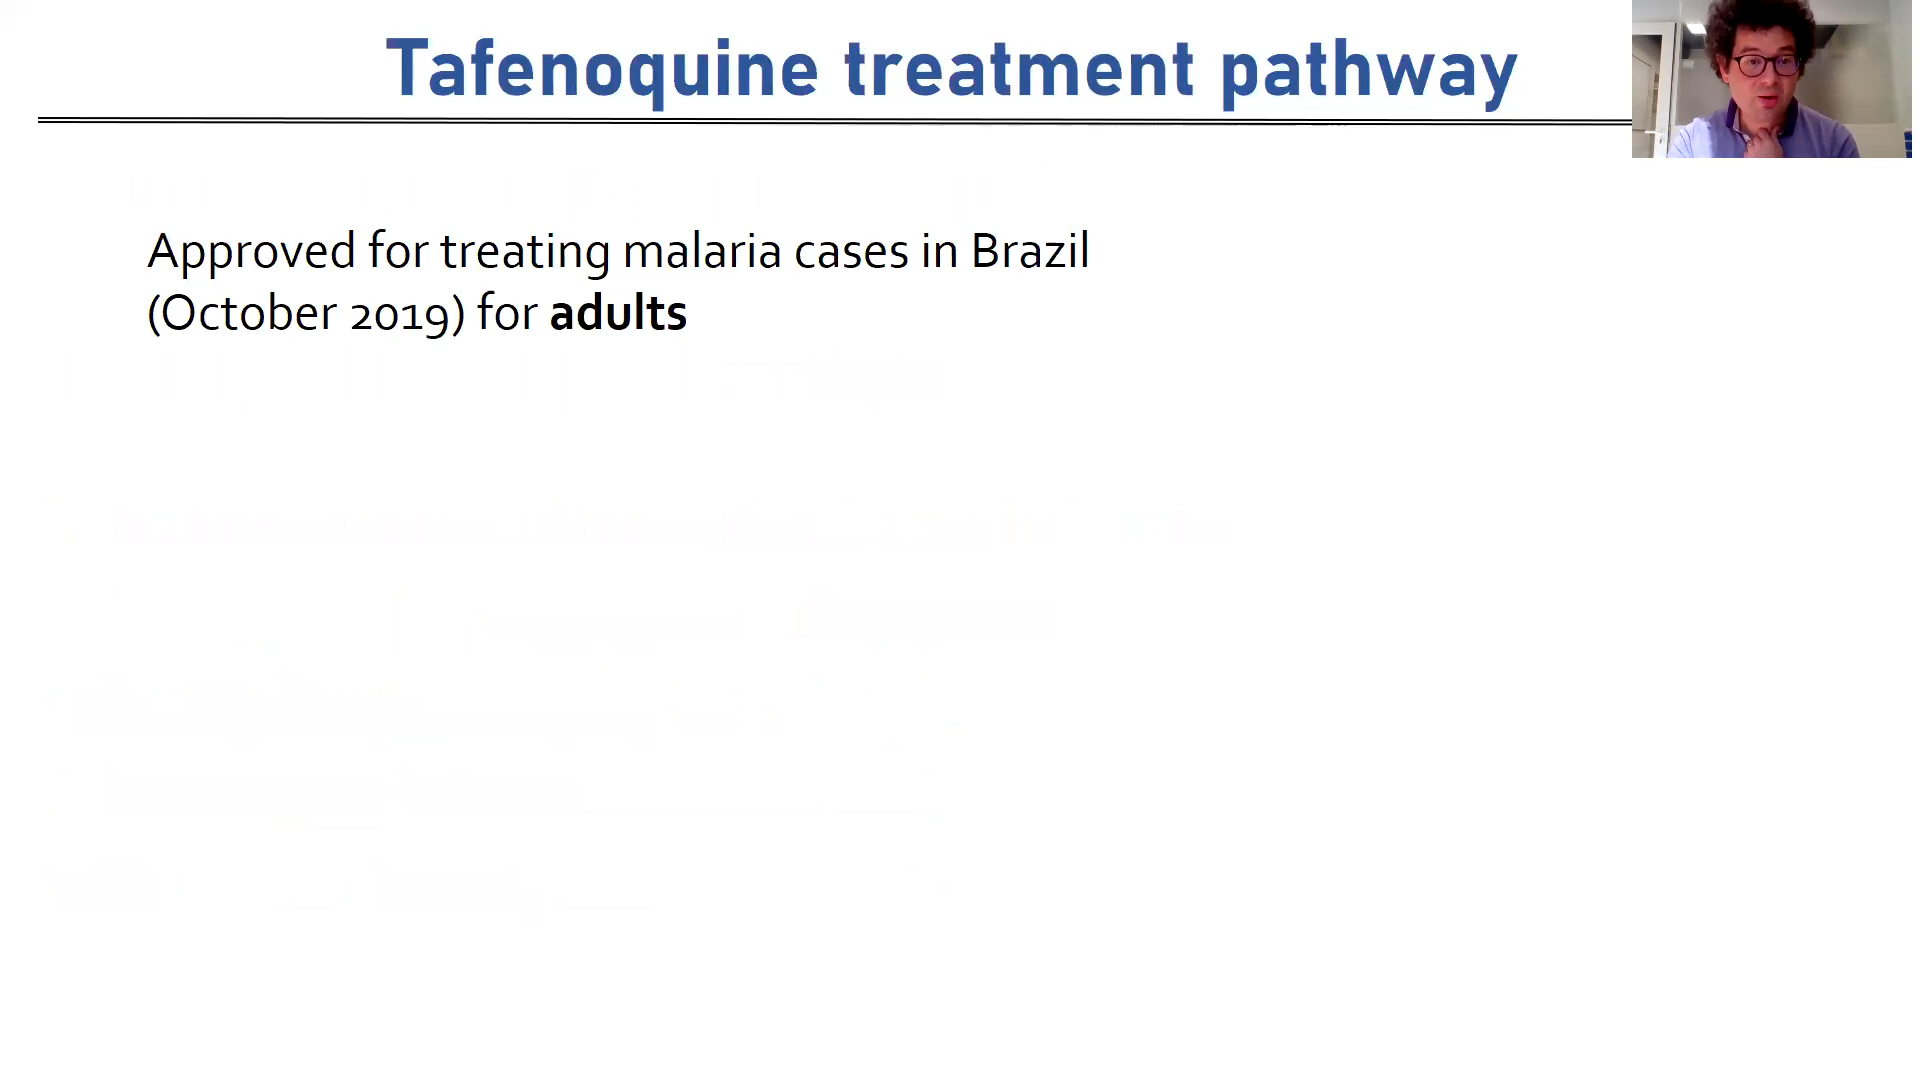 Tafenoquine treatment pathway
Approved for treating malaria cases in Brazil
(October 2019) for adults